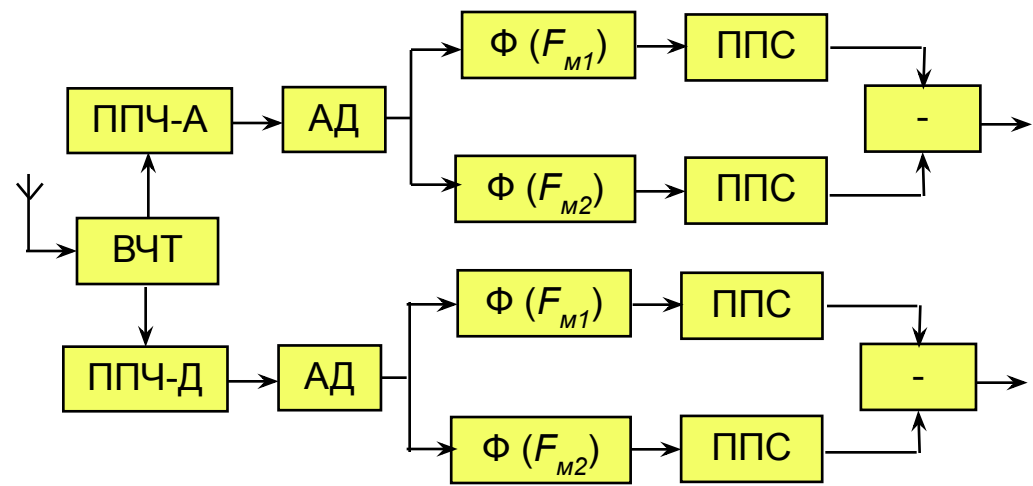 Ф (Fм1)
ППС
ППЧ-А
АД
-
Ф (Fм2)
ППС
ВЧТ
Ф (Fм1)
ППС
ППЧ-Д
АД
-
Ф (Fм2)
ППС